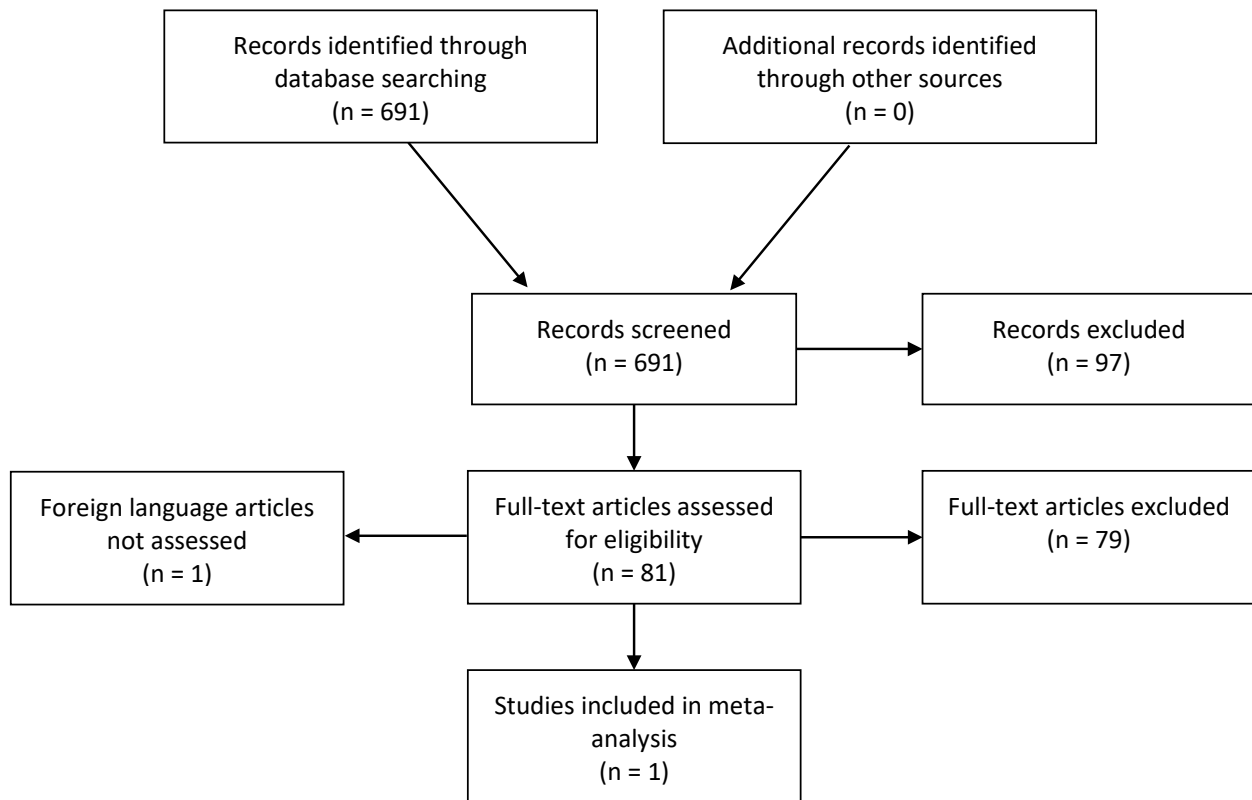 Records identified through
database searching
(n = 691)
Additional records identified
through other sources
(n = 0)
Records screened
(n = 691)
Records excluded
(n = 97)
Foreign language articles
not assessed
(n = 1)
Full-text articles assessed
for eligibility
(n = 81)
Full-text articles excluded
(n = 79)
Studies included in meta-
analysis
(n = 1)